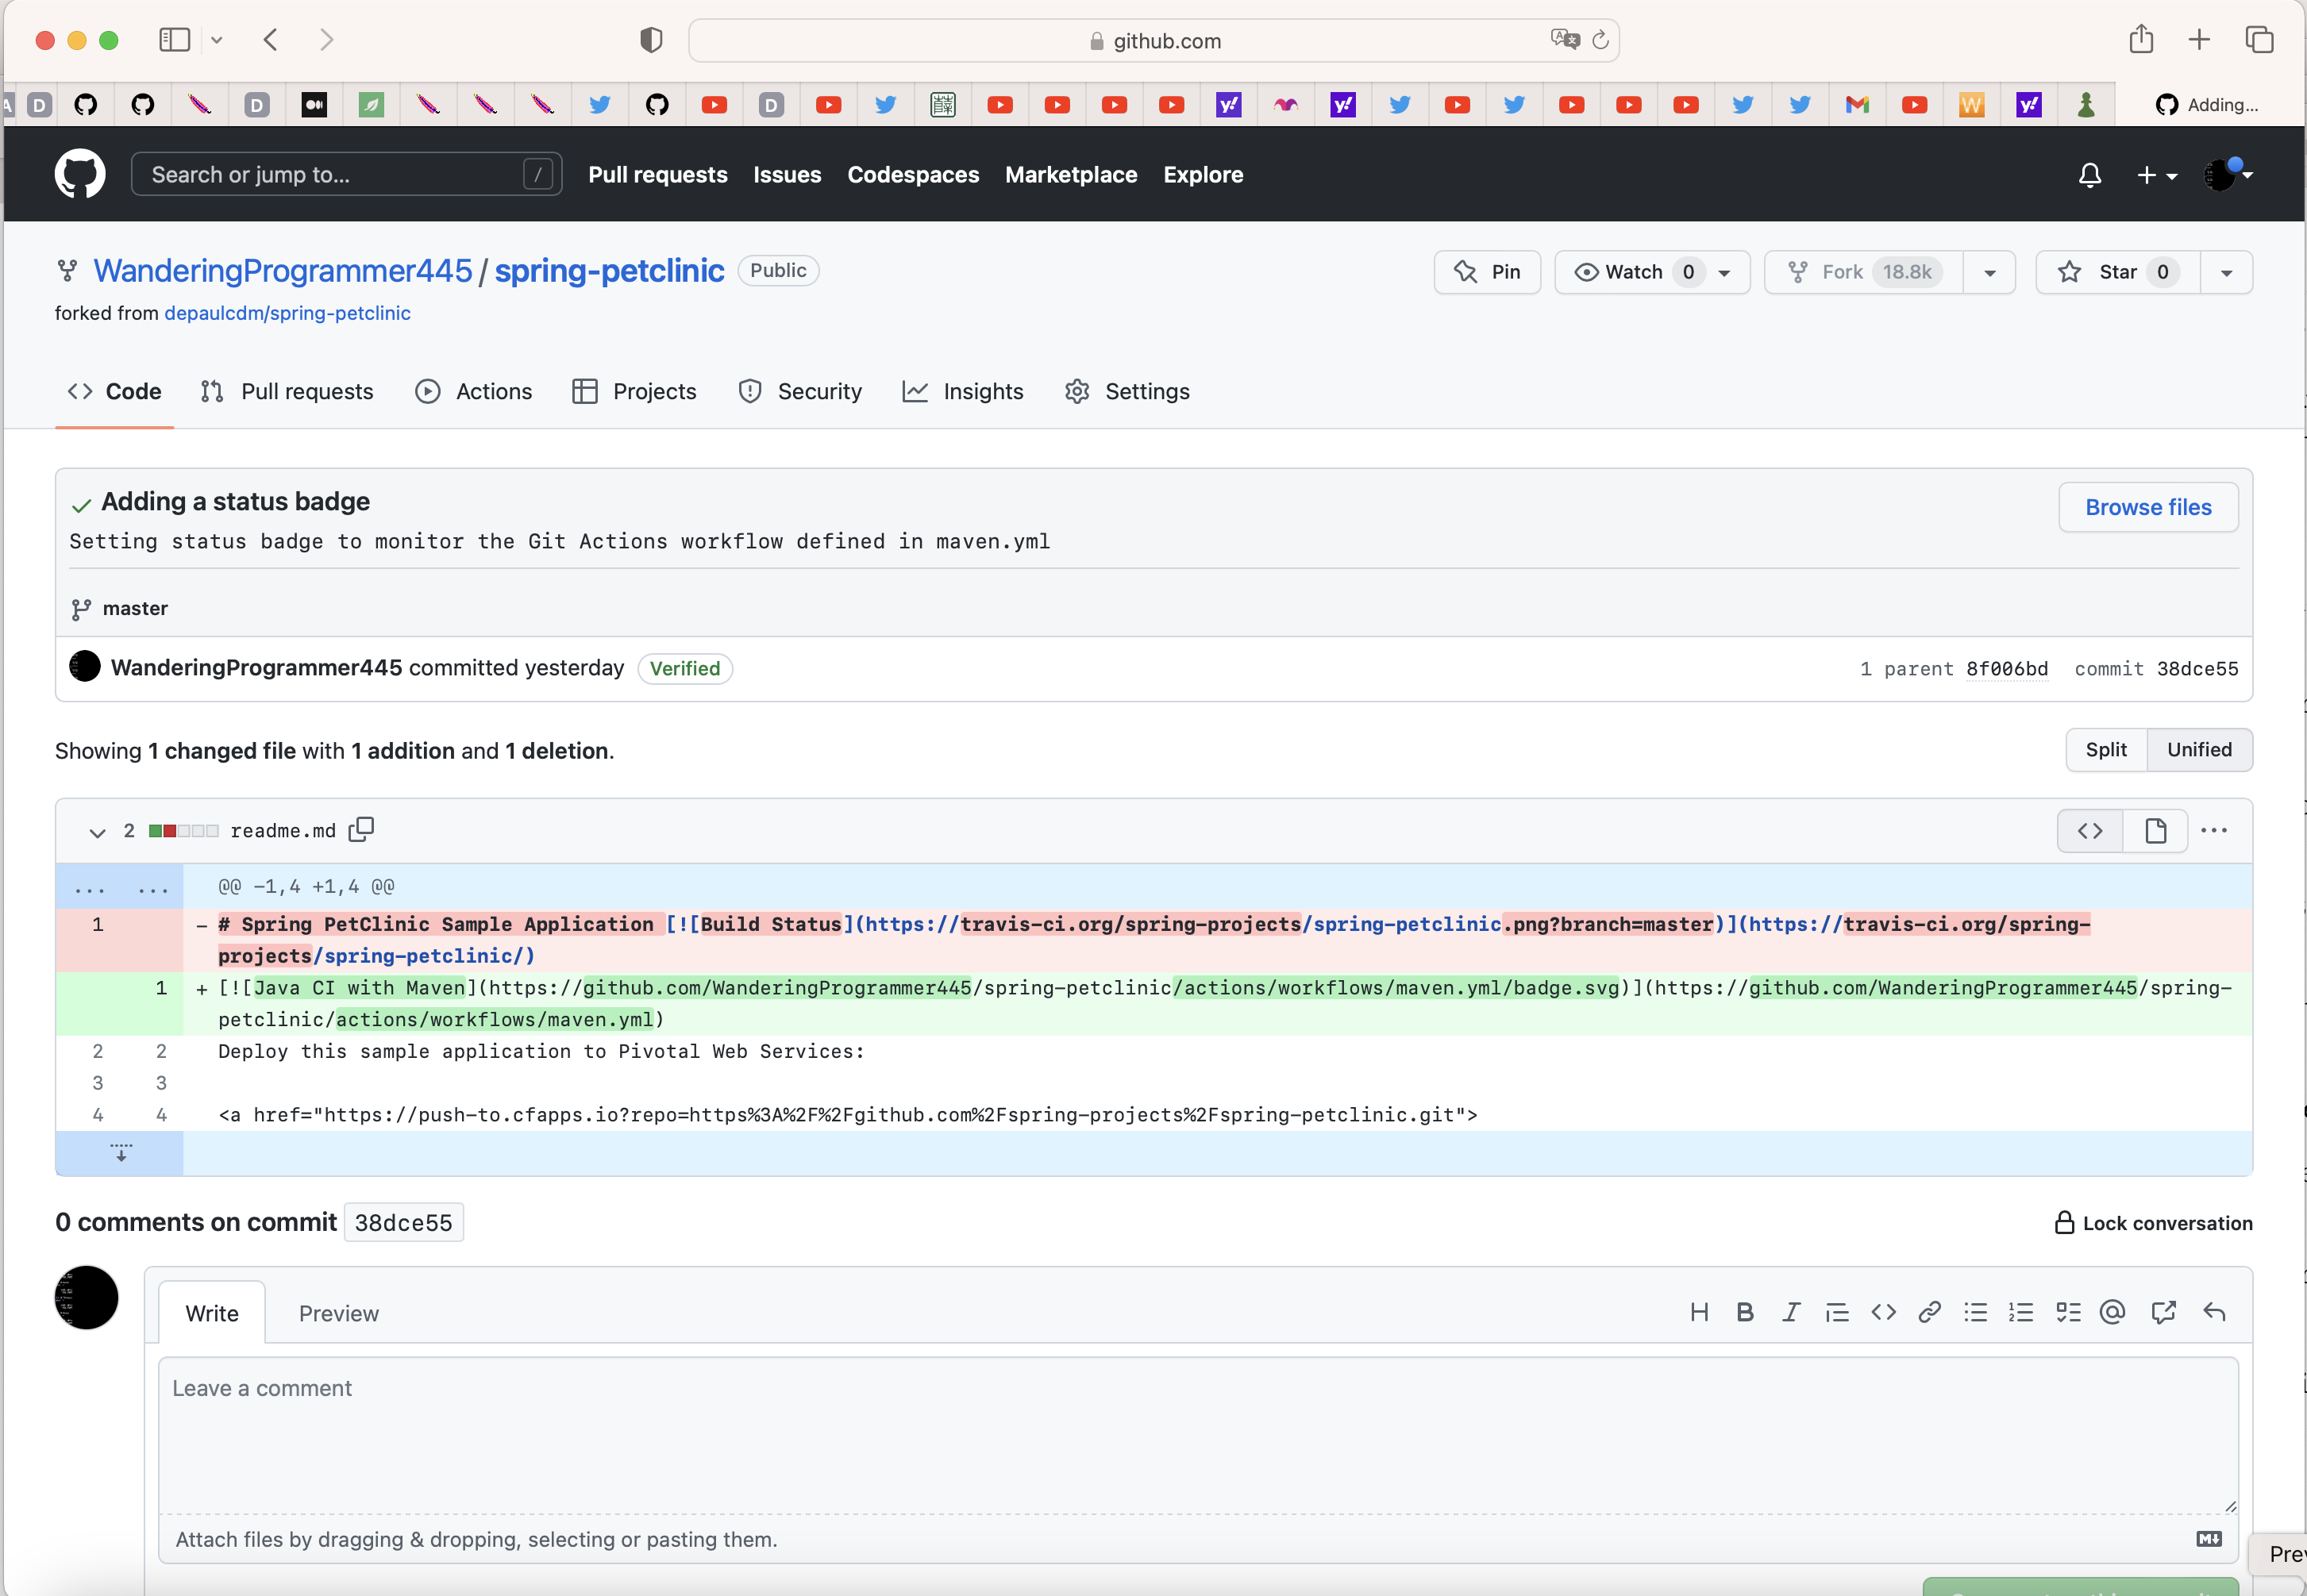 github.com
Adding...
Search or jump to... /
Pull requests Issues Codespaces Marketplace Explore
WanderingProgrammer445 / spring-petclinic Public
Pin Watch 0 Fork 18.8k Star 0
forked from depaulcdm/spring-petclinic
Code Pull requests Actions Projects Security Insights Settings
Adding a status badge
Browse files
Setting status badge to monitor the Git Actions workflow defined in maven.yml
master
WanderingProgrammer445 committed yesterday Verified
1 parent 8f006bd commit 38dce55
Showing 1 changed file with 1 addition and 1 deletion.
Split Unified
2 readme.md
... ... @@ -1,4 +1,4 @@
1 - # Spring PetClinic Sample Application [![Build Status](https://travis-ci.org/spring-projects/spring-petclinic.png?branch=master)](https://travis-ci.org/spring-
projects/spring-petclinic/)
1 + [![Java CI with Maven](https://github.com/WanderingProgrammer445/spring-petclinic/actions/workflows/maven.yml/badge.svg)](https://github.com/WanderingProgrammer445/spring-
petclinic/actions/workflows/maven.yml)
2 2 Deploy this sample application to Pivotal Web Services:
3 3
4 4 <a href="https://push-to.cfapps.io?repo=https%3A%2F%2Fgithub.com%2Fspring-projects%2Fspring-petclinic.git">
0 comments on commit 38dce55
Lock conversation
Write Preview
Leave a comment
Attach files by dragging & dropping, selecting or pasting them.